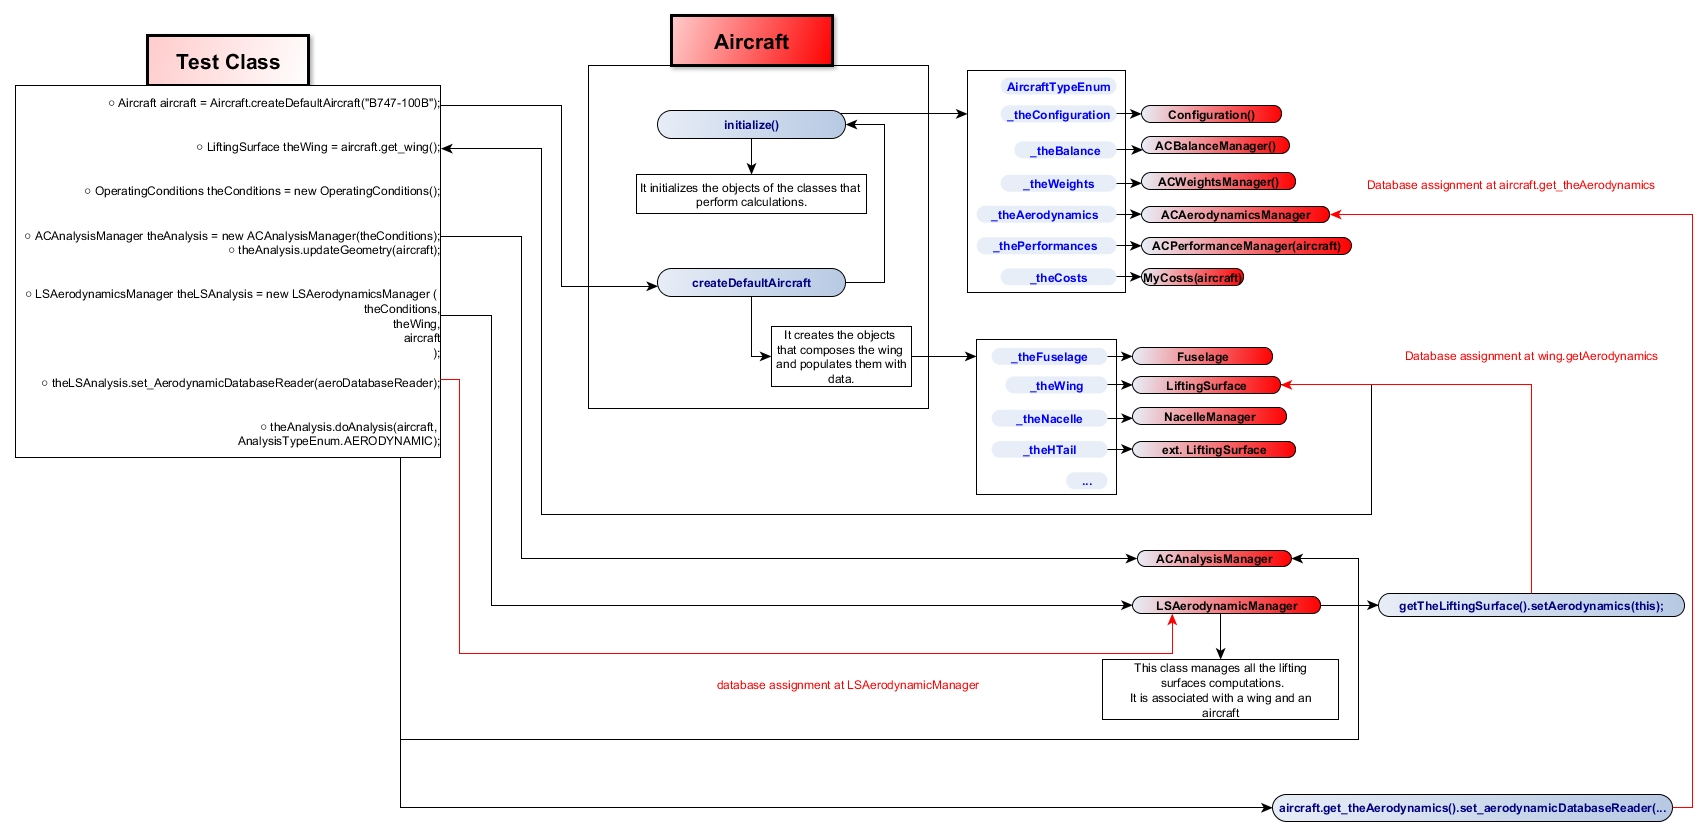 Test Class
○ Aircraft aircraft = Aircraft.createDefaultAircraft("B747-100B");
○ LiftingSurface theWing = aircraft.get_wing();
○ OperatingConditions theConditions = new OperatingConditions();
○ ACAnalysisManager theAnalysis = new ACAnalysisManager(theConditions);
○ theAnalysis.updateGeometry(aircraft);
○ LSAerodynamicsManager theLSAnalysis = new LSAerodynamicsManager (
theConditions,
theWing,
aircraft
);
○ theLSAnalysis.set_AerodynamicDatabaseReader(aeroDatabaseReader);
○ theAnalysis.doAnalysis(aircraft,
AnalysisTypeEnum.AERODYNAMIC);
Aircraft
initialize()
It initializes the objects of the classes that
perform calculations.
createDefaultAircraft
It creates the objects
that composes the wing
and populates them with
data.
AircraftTypeEnum
_theConfiguration
Configuration()
_theBalance
ACBalanceManager()
_theWeights
ACWeightsManager()
_theAerodynamics
ACAerodynamicsManager
_thePerformances
ACPerformanceManager(aircraft)
_theCosts
MyCosts(aircraft)
Database assignment at aircraft.get_theAerodynamics
_theFuselage
Fuselage
_theWing
LiftingSurface
_theNacelle
NacelleManager
_theHTail
ext. LiftingSurface
...
Database assignment at wing.getAerodynamics
ACAnalysisManager
LSAerodynamicManager
getTheLiftingSurface().setAerodynamics(this);
This class manages all the lifting
surfaces computations.
It is associated with a wing and an
aircraft
database assignment at LSAerodynamicManager
aircraft.get_theAerodynamics().set_aerodynamicDatabaseReader(...